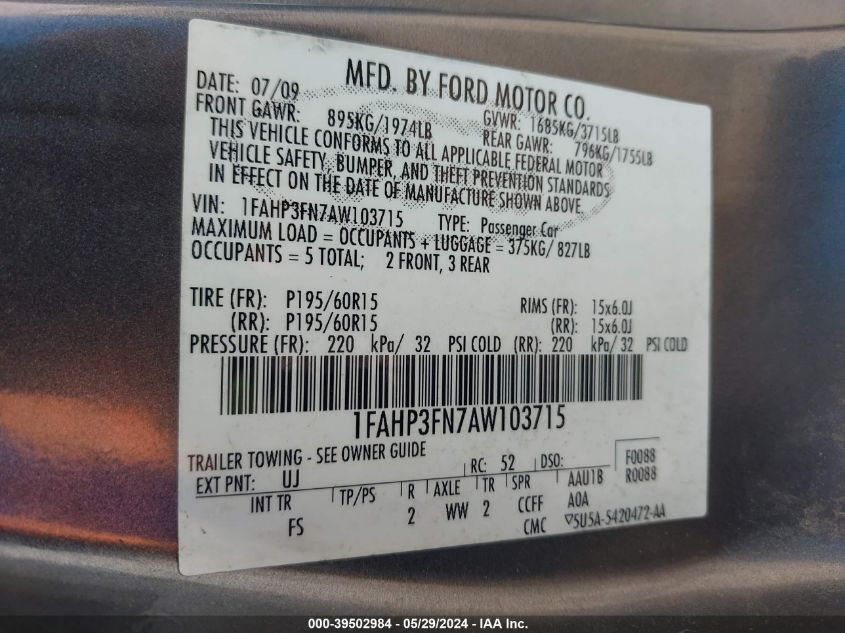 MFD. BY FORD MOTOR CO.
DATE: 07/09 GVWR: 1685KG/3715LB
FRONT GAWR: 895KG/1974LB REAR GAWR: 796KG/1755LB
THIS VEHICLE CONFORMS TO ALL APPLICABLE FEDERAL MOTOR
VEHICLE SAFETY, BUMPER, AND THEFT PREVENTION STANDARDS
IN EFFECT ON THE DATE OF MANUFACTURE SHOWN ABOVE.
VIN: 1FAHP3FN7AW103715 TYPE: Passenger Car
MAXIMUM LOAD = OCCUPANTS + LUGGAGE = 375KG/ 827LB
OCCUPANTS = 5 TOTAL; 2 FRONT, 3 REAR
TIRE (FR): P195/60R15 RIMS (FR): 15x6.0J
(RR): P195/60R15 (RR): 15x6.0J
PRESSURE (FR): 220 kPa/ 32 PSI COLD (RR): 220 kPa/ 32 PSI COLD
1FAHP3FN7AW103715
TRAILER TOWING - SEE OWNER GUIDE
EXT PNT: UJ RC: 52 DSO: F0088
R0088
INT TR TP/PS R AXLE TR SPR AAU1B
FS 2 WW 2 CCFF AOA
CMC ▽5U5A-5420472-AA
000-39502984 - 05/29/2024 - IAA Inc.